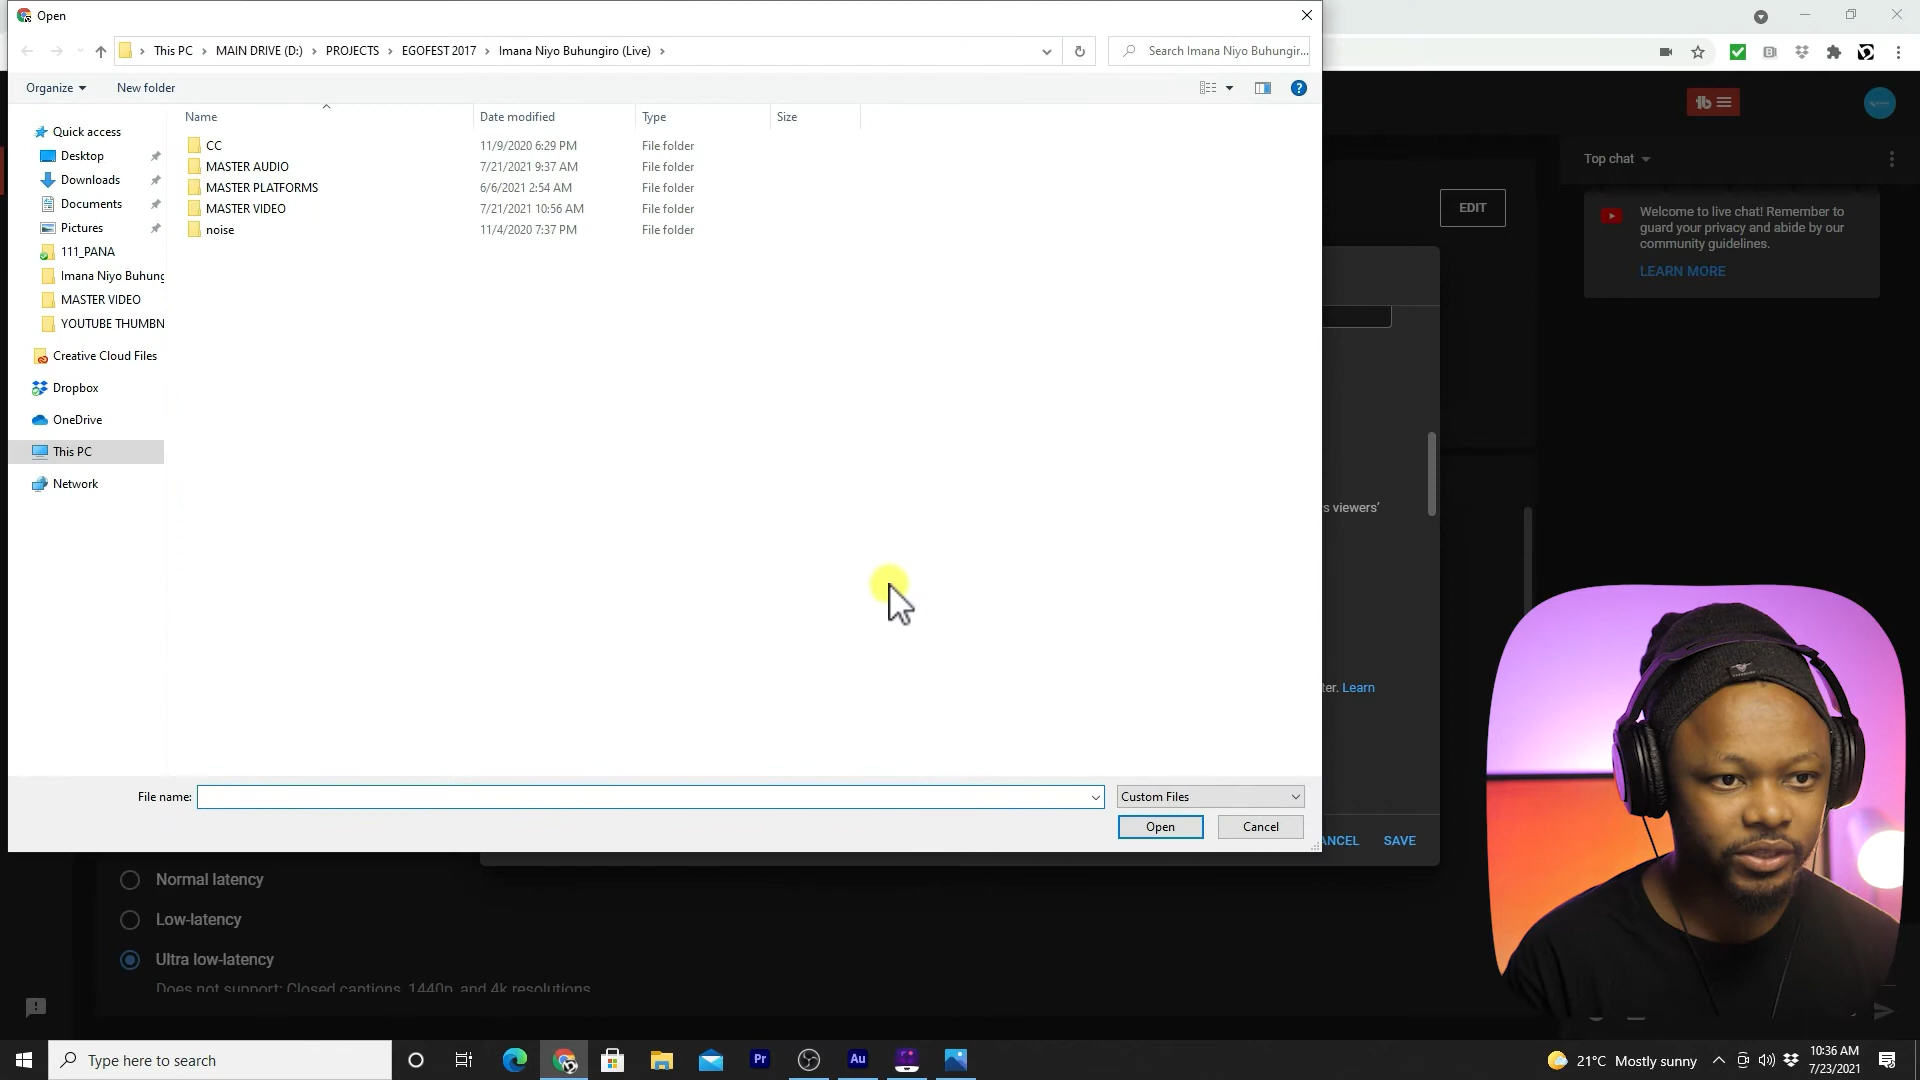 Open
This PC > MAIN DRIVE (D:) > PROJECTS > EGOFEST 2017 > Imana Niyo Buhungiro (Live) >
Search Imana Niyo Buhungir...
Organize
New folder
Name
Date modified
Type
Size
CC 11/9/2020 6:29 PM File folder
MASTER AUDIO 7/21/2021 9:37 AM File folder
MASTER PLATFORMS 6/6/2021 2:54 AM File folder
MASTER VIDEO 7/21/2021 10:56 AM File folder
noise 11/4/2020 7:37 PM File folder
Quick access
Desktop
Downloads
Documents
Pictures
111_PANA
Imana Niyo Buhung
MASTER VIDEO
YOUTUBE THUMBN
Creative Cloud Files
Dropbox
OneDrive
This PC
Network
File name:
Custom Files
Open
Cancel
Top chat
EDIT
Welcome to live chat! Remember to
guard your privacy and abide by our
community guidelines.
LEARN MORE
s viewers'
ter. Learn
ANCEL
SAVE
Normal latency
Low-latency
Ultra low-latency
Does not support: Closed captions, 1440p, and 4k resolutions
Type here to search
Pr
Au
21°C Mostly sunny
10:36 AM
7/23/2021